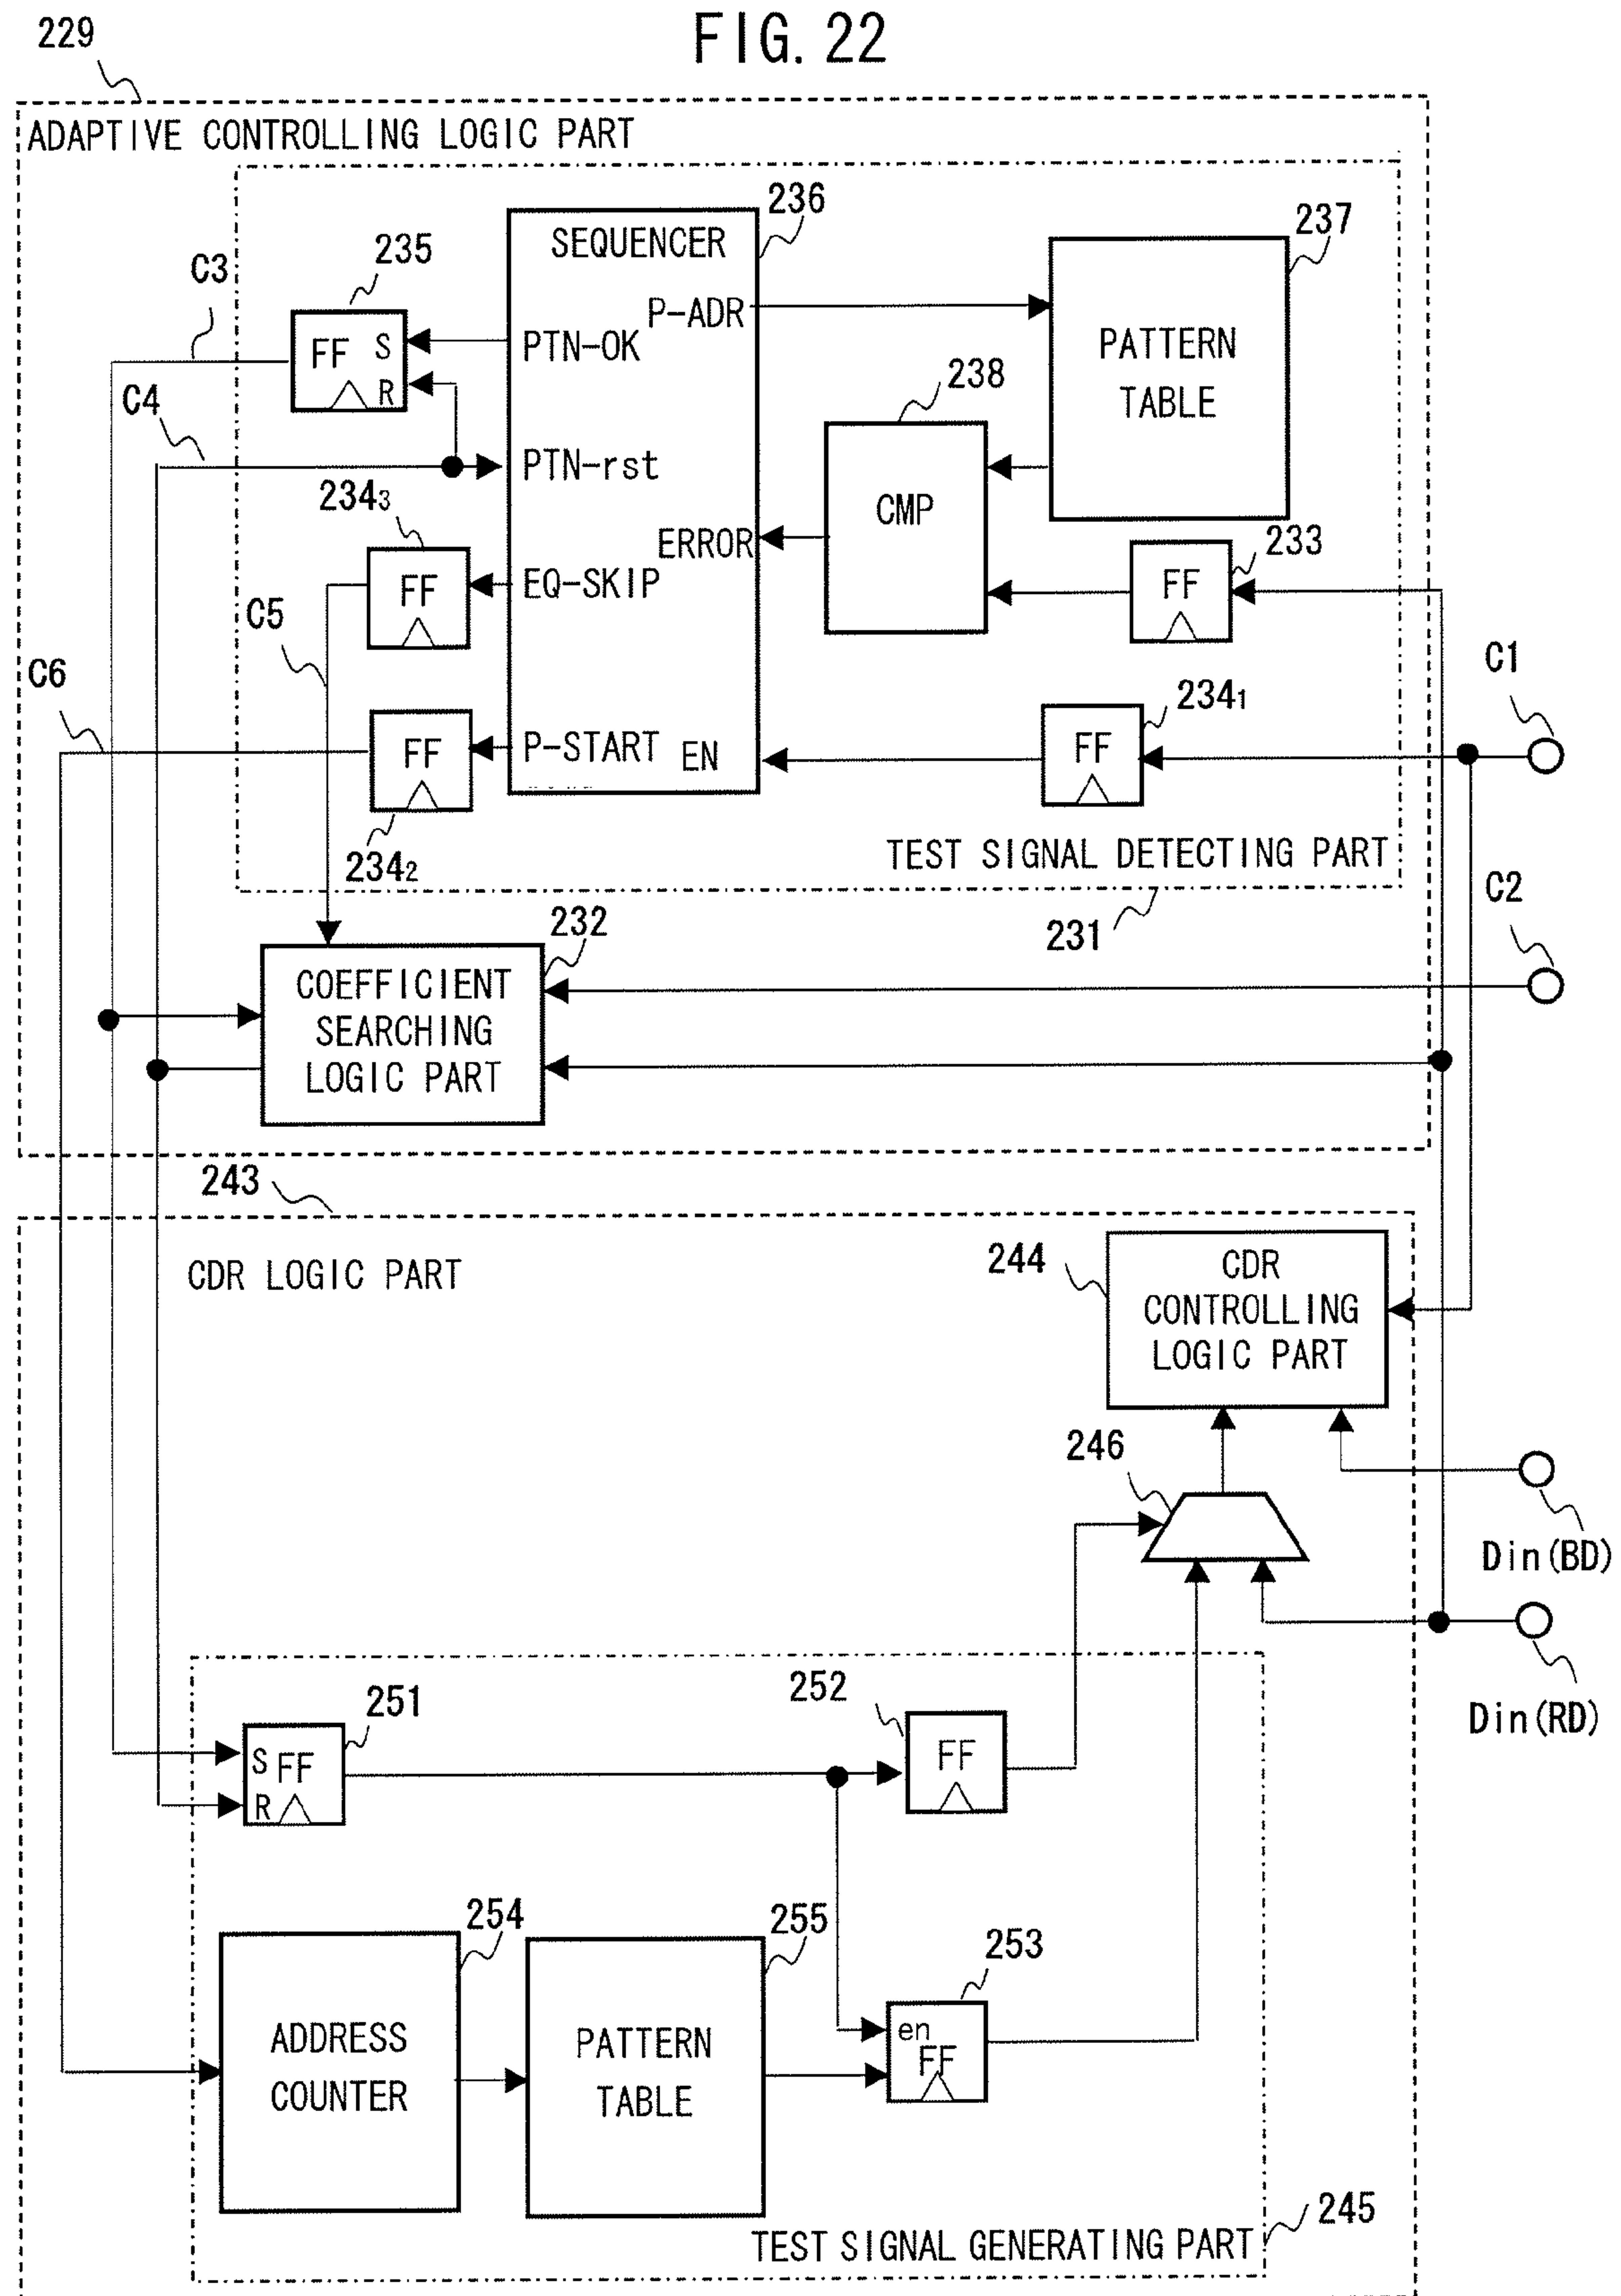 FIG. 22
229
ADAPTIVE CONTROLLING LOGIC PART
236
237
235
C3
SEQUENCER
P-ADR
PATTERN
TABLE
FF S
R
PTN-OK
238
C4
PTN-rst
CMP
234₃
ERROR
233
FF
FF
EQ-SKIP
C5
C6
C1
234₁
FF
P-START
EN
FF
234₂
TEST SIGNAL DETECTING PART
C2
232
231
COEFFICIENT
SEARCHING
LOGIC PART
243
CDR LOGIC PART
244
CDR
CONTROLLING
LOGIC PART
246
Din(BD)
251
252
Din(RD)
S FF
R
FF
254
255
253
ADDRESS
COUNTER
PATTERN
TABLE
en
FF
245
TEST SIGNAL GENERATING PART